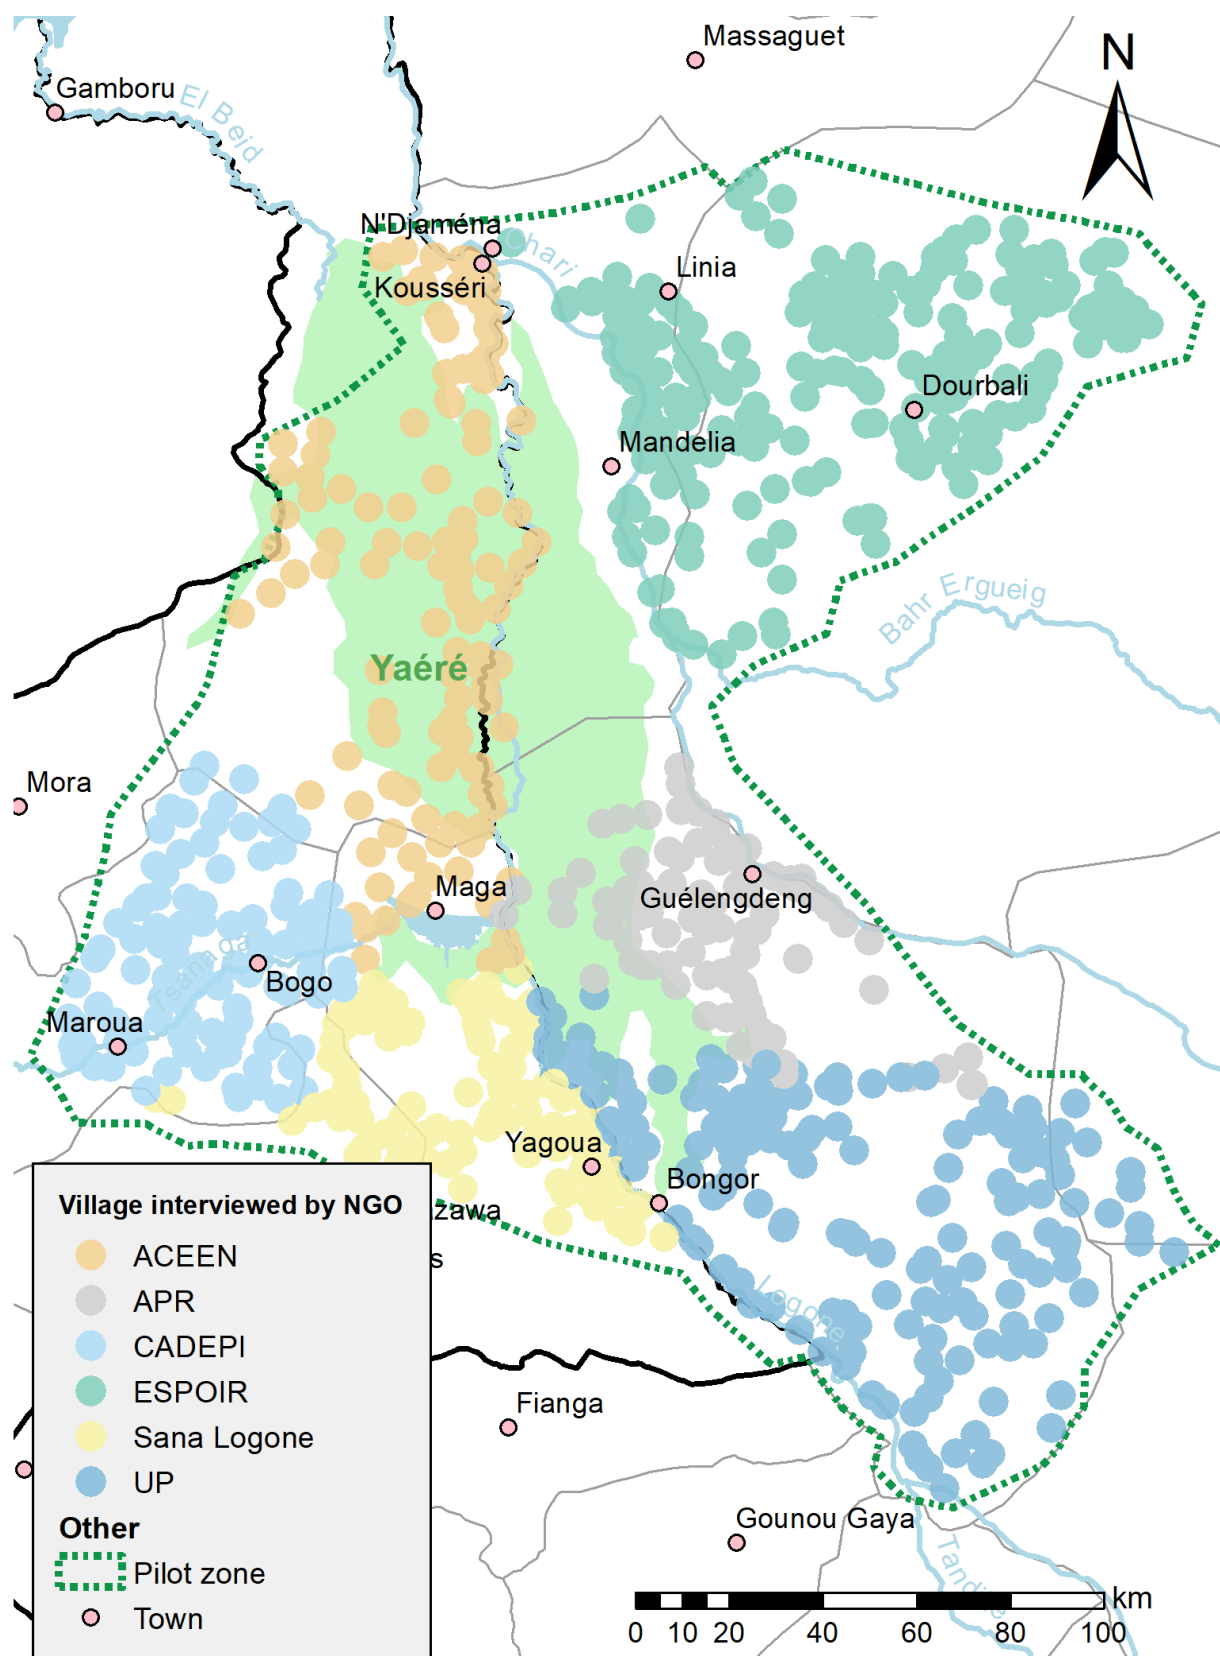 Massaguet
N
Gamboru
El Beid
N'Djaména
Chari
Linia
Kousséri
Dourbali
Mandelia
Bahr Ergueig
Yaéré
Mora
Maga
Guélengdeng
Tsanaga
Bogo
Maroua
Yagoua
Bongor
Village interviewed by NGO
zawa
ACEEN
s
APR
Logone
CADEPI
ESPOIR
Fianga
Sana Logone
UP
Other
Gounou Gaya
Pilot zone
Town
km
0 10 20 40 60 80 100